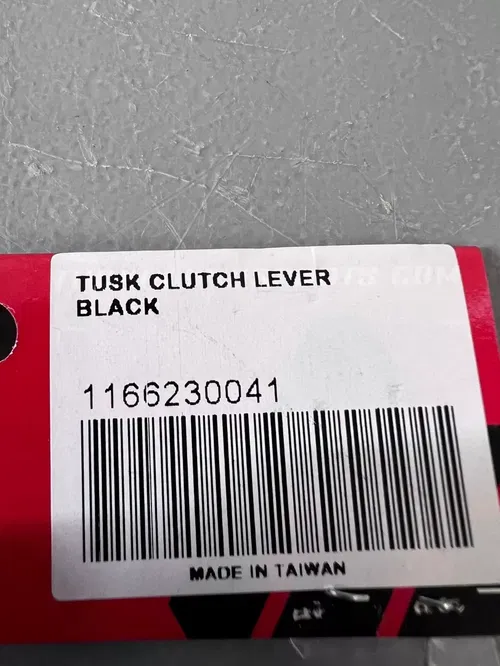 TUSK CLUTCH LEVER
BLACK
1166230041
MADE IN TAIWAN